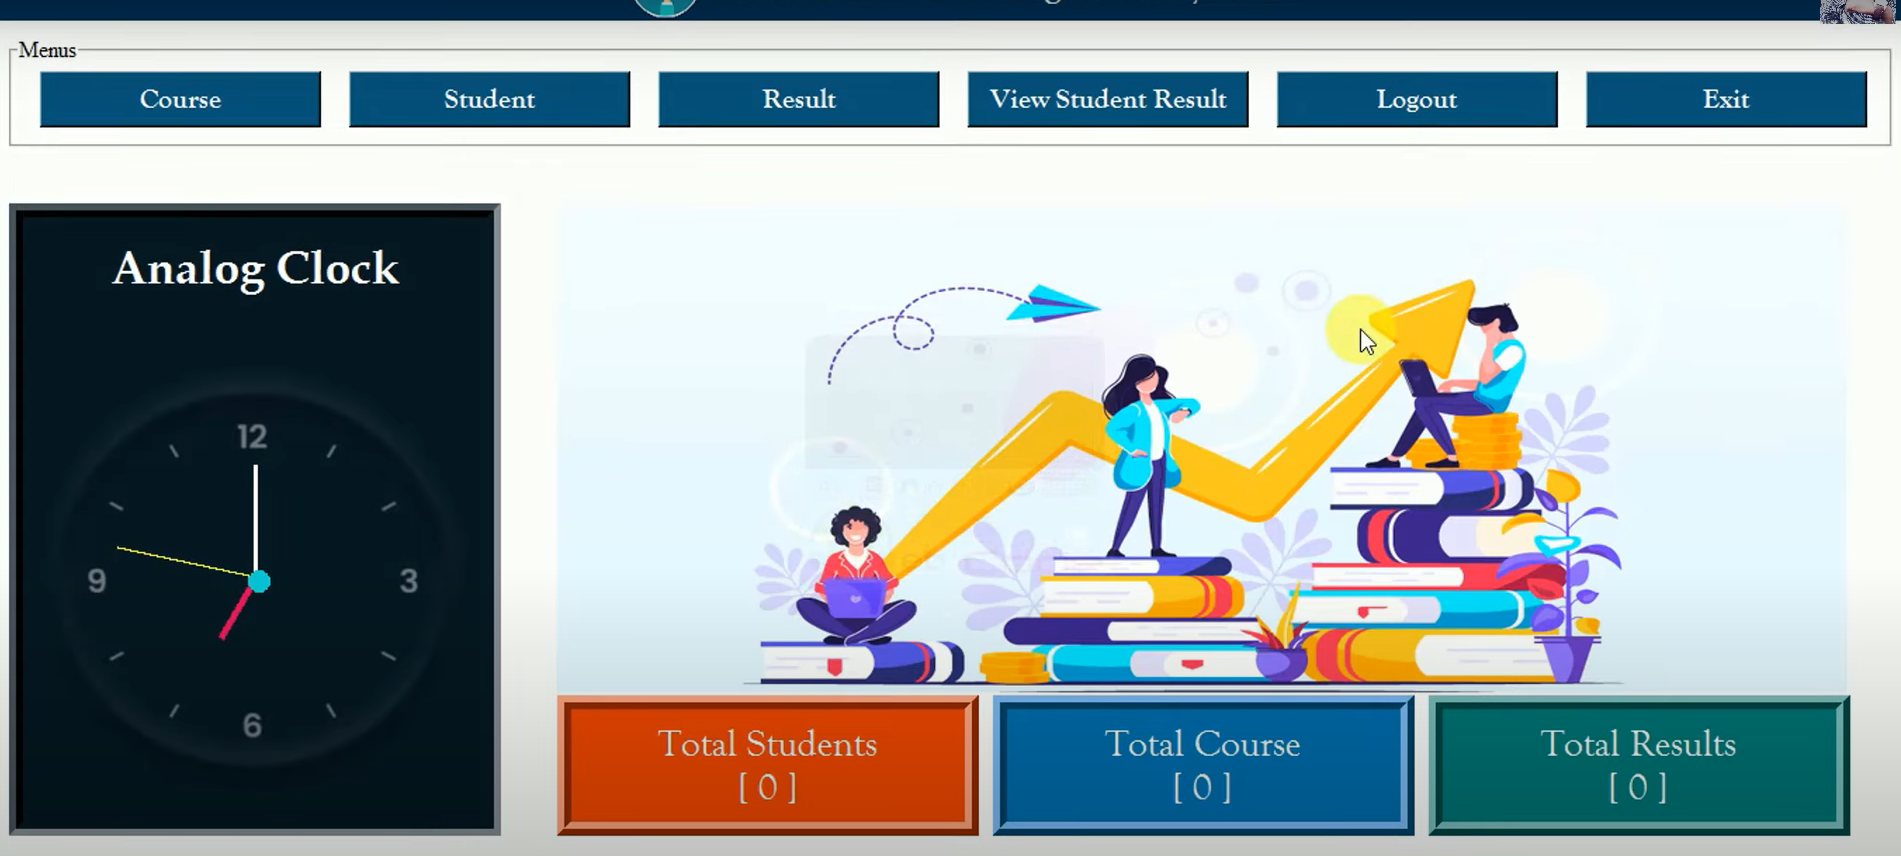 Menus
Course
Student
Result
View Student Result
Logout
Exit
Analog Clock
12
9
3
6
Total Students
[ 0 ]
Total Course
[ 0 ]
Total Results
[ 0 ]